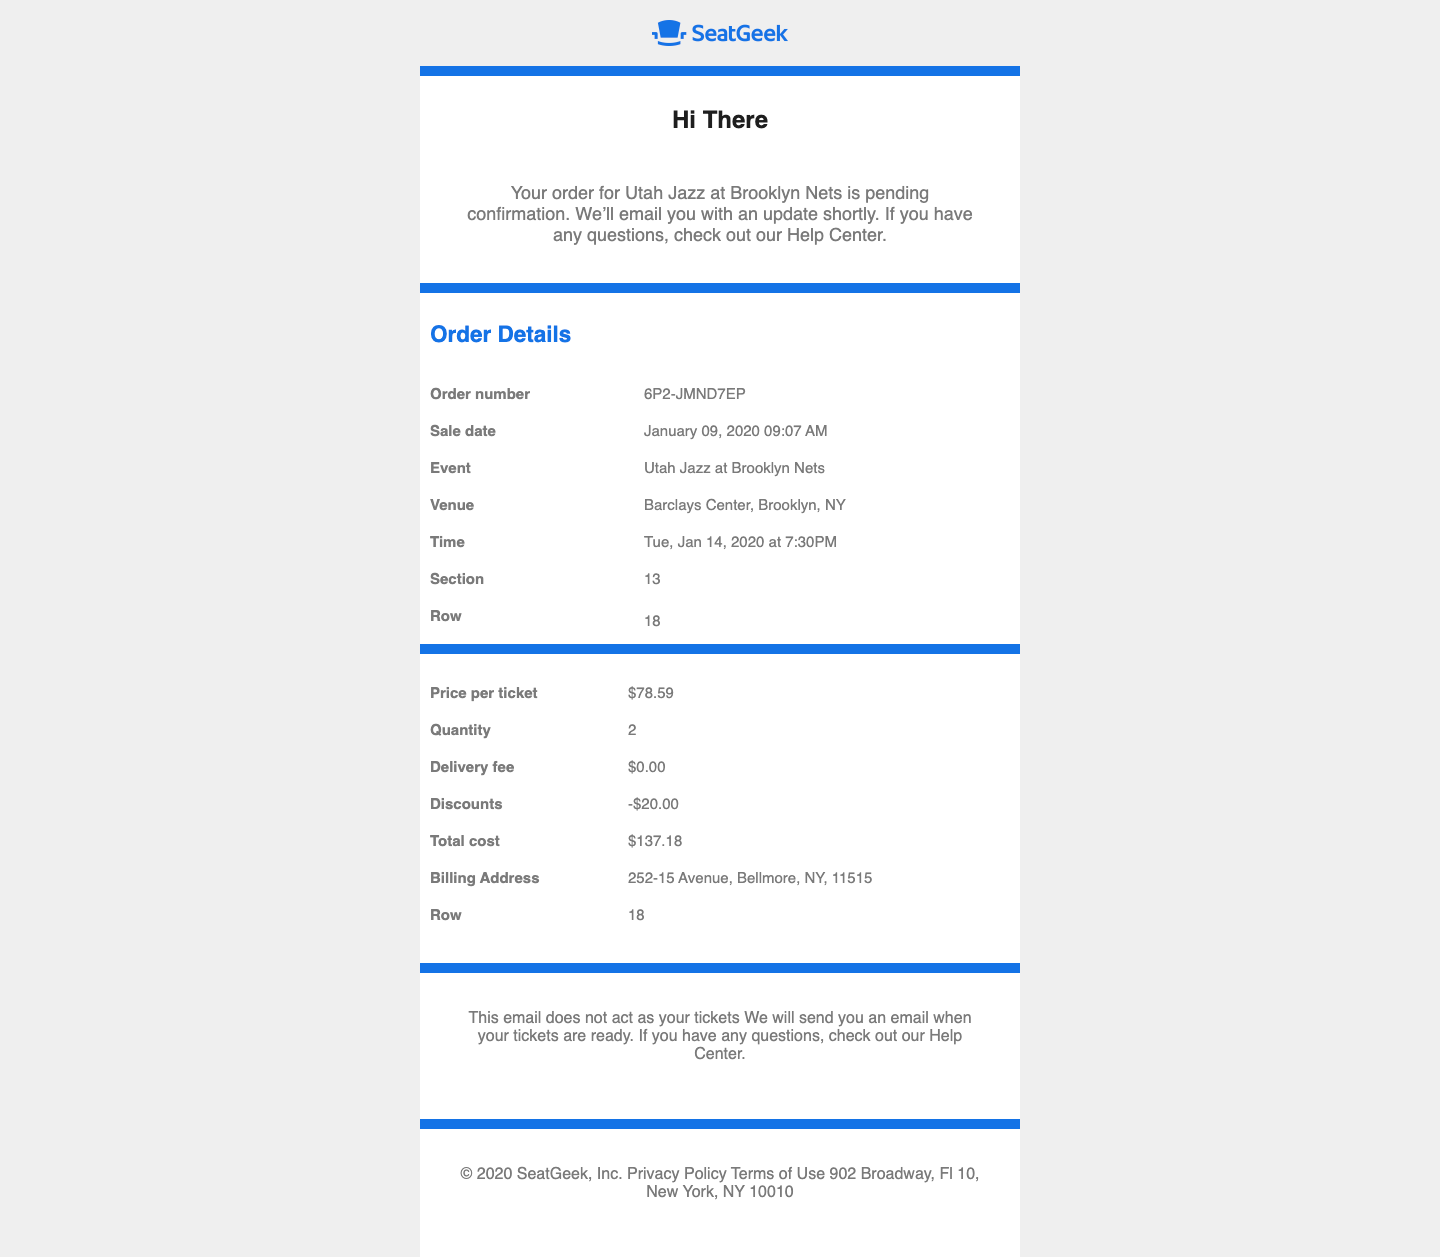 SeatGeek
Hi There
Your order for Utah Jazz at Brooklyn Nets is pending
confirmation. We’ll email you with an update shortly. If you have
any questions, check out our Help Center.
Order Details
Order number 6P2-JMND7EP
Sale date January 09, 2020 09:07 AM
Event Utah Jazz at Brooklyn Nets
Venue Barclays Center, Brooklyn, NY
Time Tue, Jan 14, 2020 at 7:30PM
Section 13
Row 18
Price per ticket $78.59
Quantity 2
Delivery fee $0.00
Discounts -$20.00
Total cost $137.18
Billing Address 252-15 Avenue, Bellmore, NY, 11515
Row 18
This email does not act as your tickets We will send you an email when
your tickets are ready. If you have any questions, check out our Help
Center.
© 2020 SeatGeek, Inc. Privacy Policy Terms of Use 902 Broadway, Fl 10,
New York, NY 10010